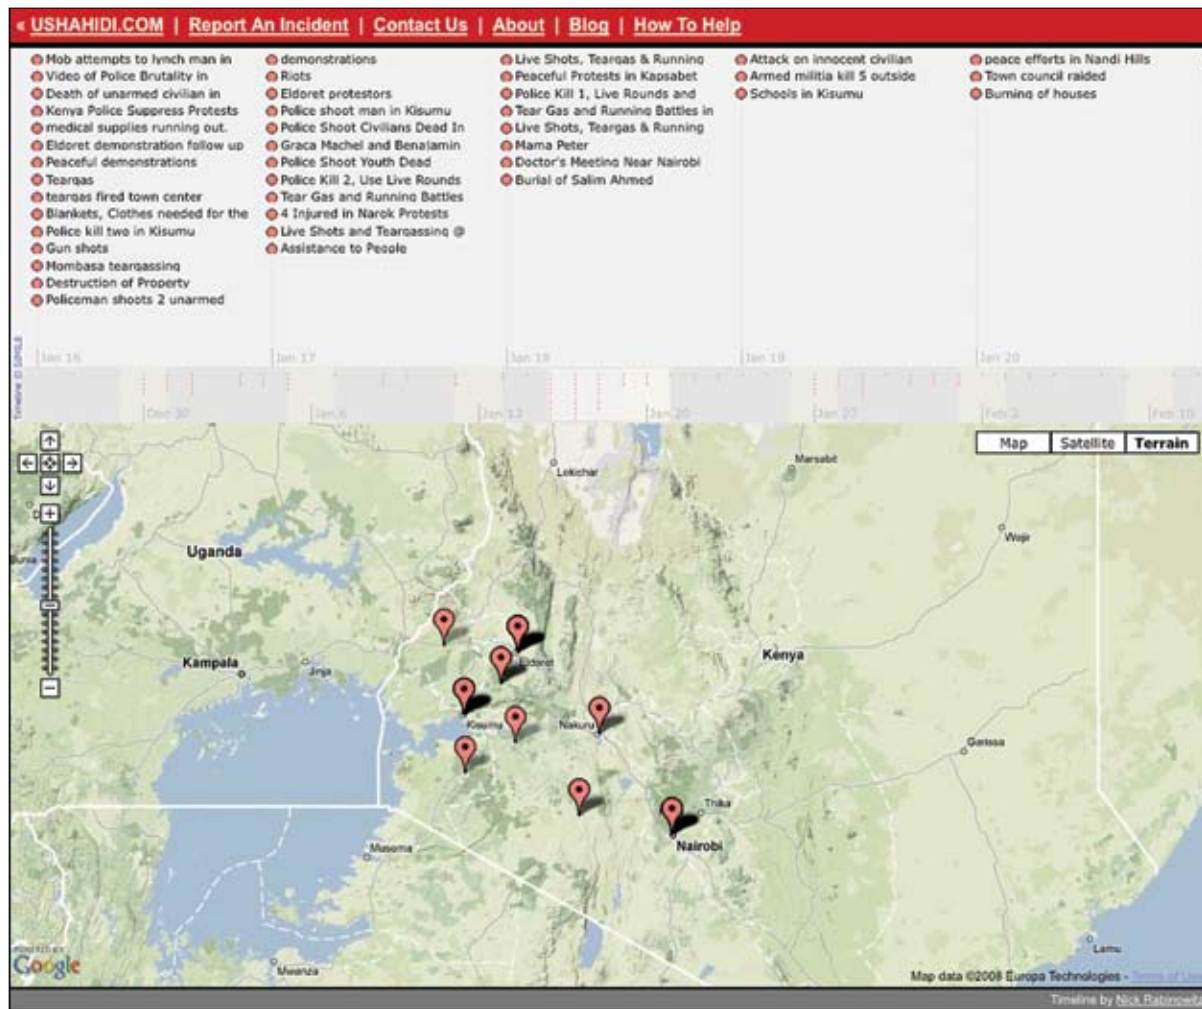 « USHAHIDI.COM | Report An Incident | Contact Us | About | Blog | How To Help
Mob attempts to lynch man in
Video of Police Brutality in
Death of unarmed civilian in
Kenya Police Suppress Protests
medical supplies running out.
Eldoret demonstration follow up
Peaceful demonstrations
Teargas
teargas fired town center
Blankets, Clothes needed for the
Police kill two in Kisumu
Gun shots
Mombasa teargassing
Destruction of Property
Policeman shoots 2 unarmed
demonstrations
Riots
Eldoret protestors
Police shoot man in Kisumu
Police Shoot Civilians Dead In
Graca Machel and Benajamin
Police Shoot Youth Dead
Police Kill 2, Use Live Rounds
Tear Gas and Running Battles
4 Injured in Narok Protests
Live Shots and Teargassing @
Assistance to People
Live Shots, Teargas & Running
Peaceful Protests in Kapsabet
Police Kill 1, Live Rounds and
Tear Gas and Running Battles in
Live Shots, Teargas & Running
Mama Peter
Doctor's Meeting Near Nairobi
Burial of Salim Ahmed
Attack on innocent civilian
Armed militia kill 5 outside
Schools in Kisumu
peace efforts in Nandi Hills
Town council raided
Burning of houses
Timeline © SIMILE
Jan 16
Jan 17
Jan 18
Jan 19
Jan 20
Dec 30
Jan 6
Jan 13
Jan 20
Jan 27
Feb 3
Feb 10
Map
Satellite
Terrain
Lokichar
Marsabit
Wajir
Uganda
Kampala
Jinja
Eldoret
Kenya
Kisumu
Nakuru
Garissa
Thika
Nairobi
Musoma
Mwanza
Lamu
POWERED BY
Google
Map data ©2008 Europa Technologies - Terms of Use
Timeline by Nick Rabinowitz